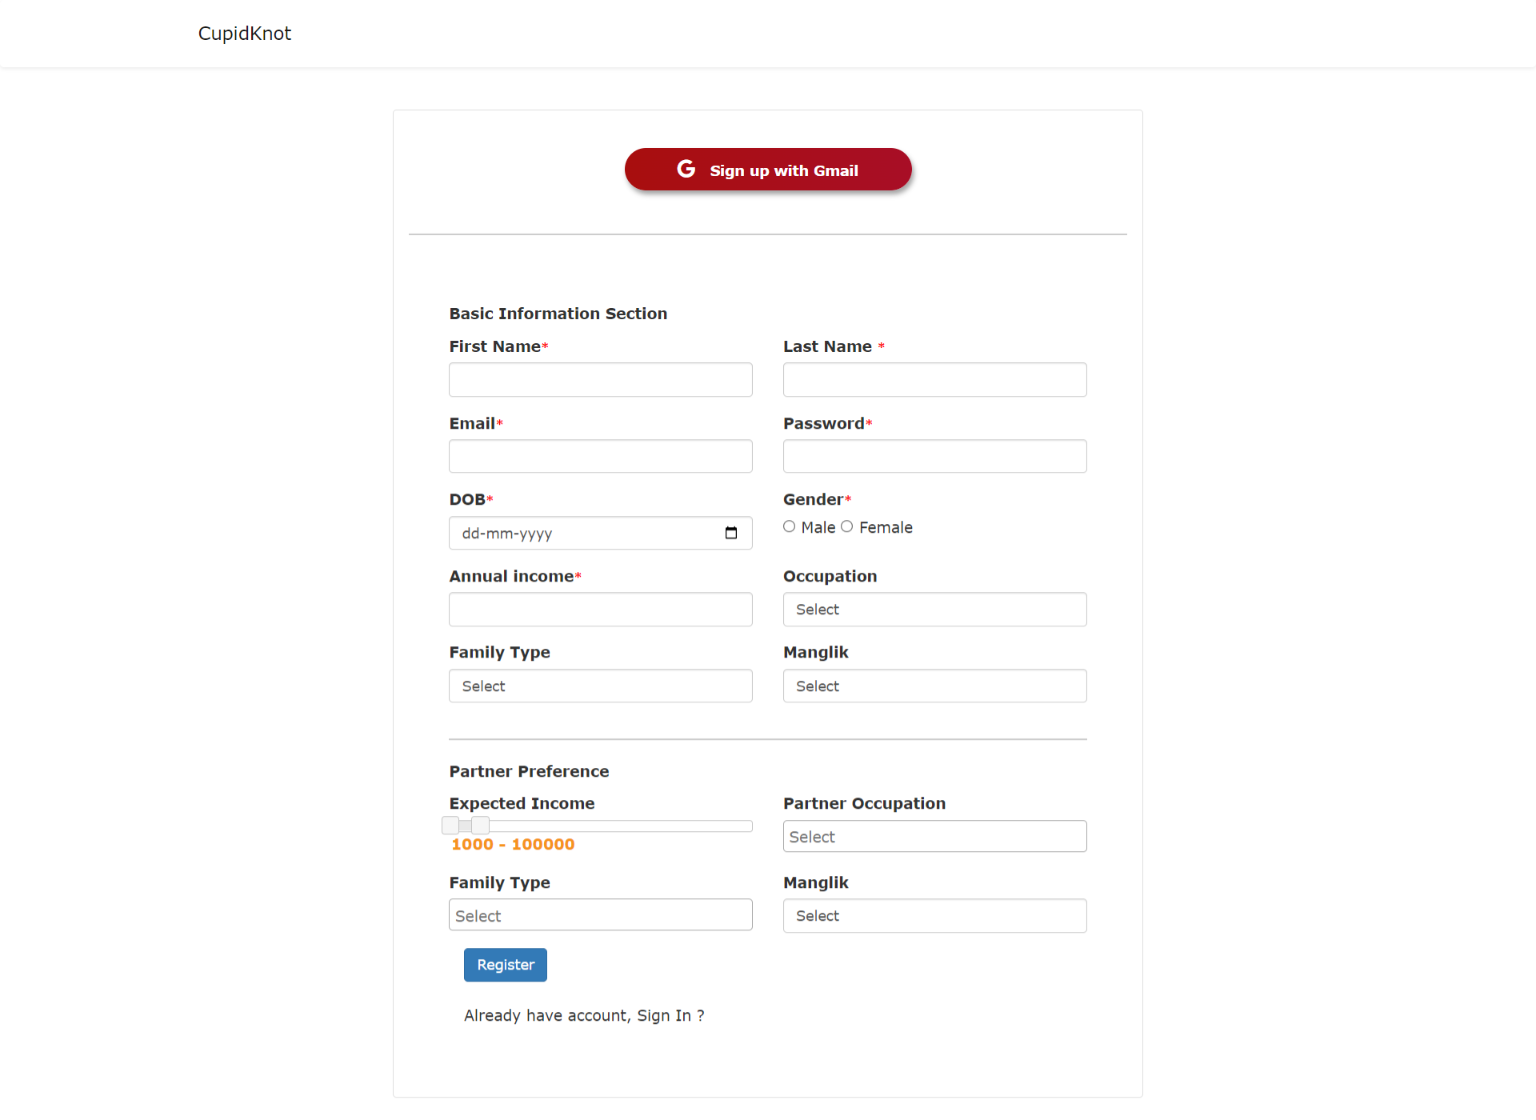 CupidKnot
G Sign up with Gmail
Basic Information Section
First Name* Last Name *
Email* Password*
DOB* Gender*
dd-mm-yyyy Male Female
Annual income* Occupation
Select
Family Type Manglik
Select Select
Partner Preference
Expected Income Partner Occupation
Select
1000 - 100000
Family Type Manglik
Select Select
Register
Already have account, Sign In ?